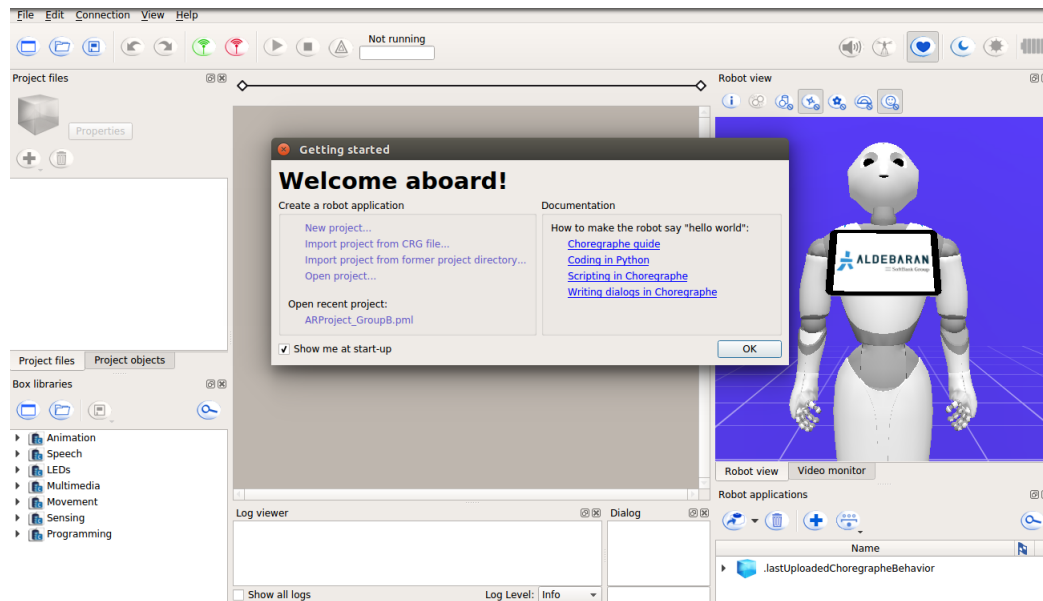 File Edit Connection View Help
Not running
Project files
Robot view
Properties
Getting started
Welcome aboard!
Create a robot application
Documentation
New project...
Import project from CRG file...
Import project from former project directory...
Open project...
How to make the robot say "hello world":
Choregraphe guide
Coding in Python
Scripting in Choregraphe
Writing dialogs in Choregraphe
Open recent project:
ARProject_GroupB.pml
Show me at start-up
OK
ALDEBARAN
SoftBank Group
Project files Project objects
Box libraries
Animation
Speech
LEDs
Multimedia
Movement
Sensing
Programming
Robot view Video monitor
Log viewer
Dialog
Show all logs
Log Level: Info
Robot applications
Name
.lastUploadedChoregrapheBehavior